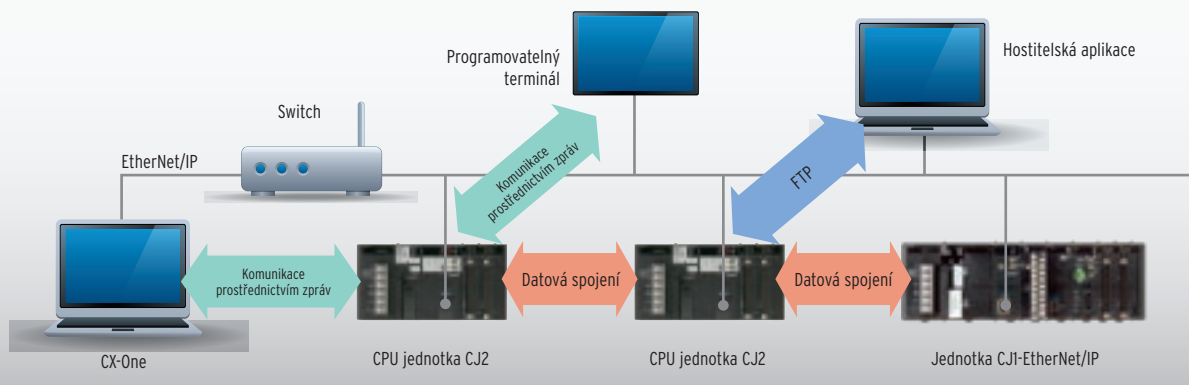 Programovatelný
terminál
Hostitelská aplikace
Switch
EtherNet/IP
Komunikace
prostřednictvím zpráv
FTP
Komunikace
prostřednictvím zpráv
Datová spojení
Datová spojení
CX-One
CPU jednotka CJ2
CPU jednotka CJ2
Jednotka CJ1-EtherNet/IP